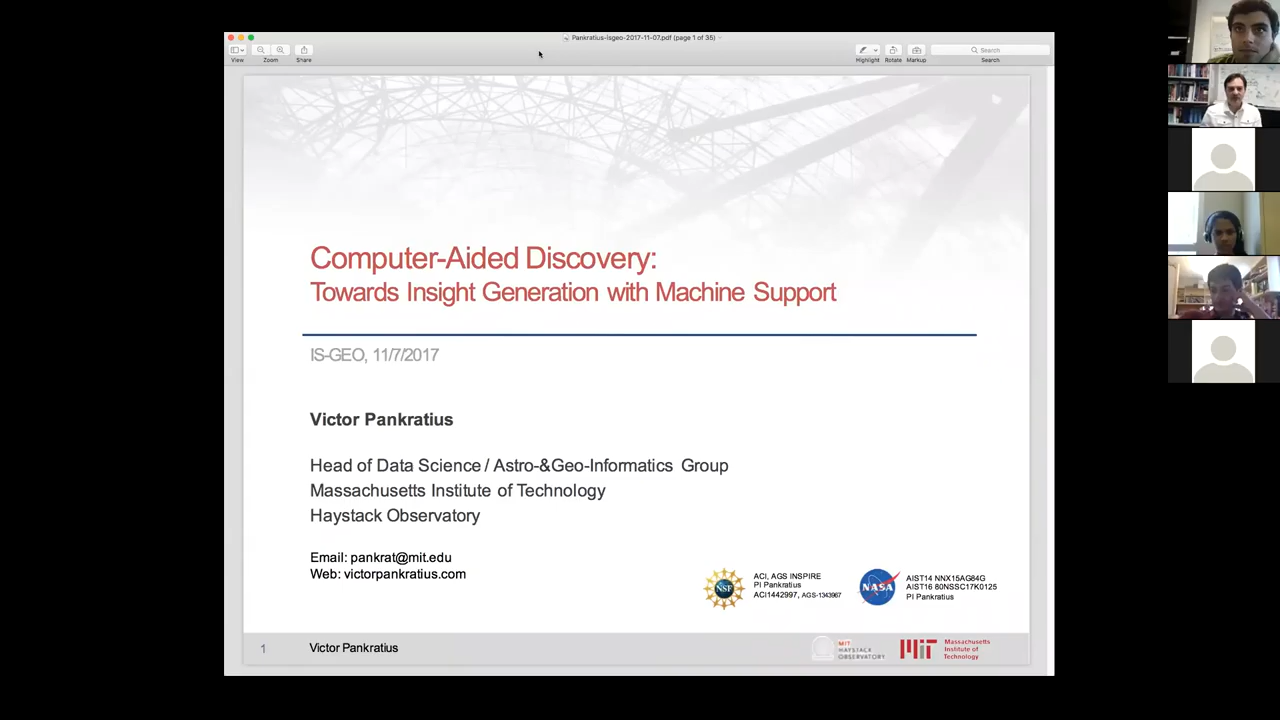 Pankratius-isgeo-2017-11-07.pdf (page 1 of 35)
View
Zoom
Share
Highlight
Rotate
Markup
Search
Search
Computer-Aided Discovery:
Towards Insight Generation with Machine Support
IS-GEO, 11/7/2017
Victor Pankratius
Head of Data Science / Astro-&Geo-Informatics Group
Massachusetts Institute of Technology
Haystack Observatory
Email: pankrat@mit.edu
Web: victorpankratius.com
NSF
ACI, AGS INSPIRE
PI Pankratius
ACI1442997, AGS-1343967
NASA
AIST14 NNX15AG84G
AIST16 80NSSC17K0125
PI Pankratius
1
Victor Pankratius
MIT
HAYSTACK
OBSERVATORY
Massachusetts
Institute of
Technology